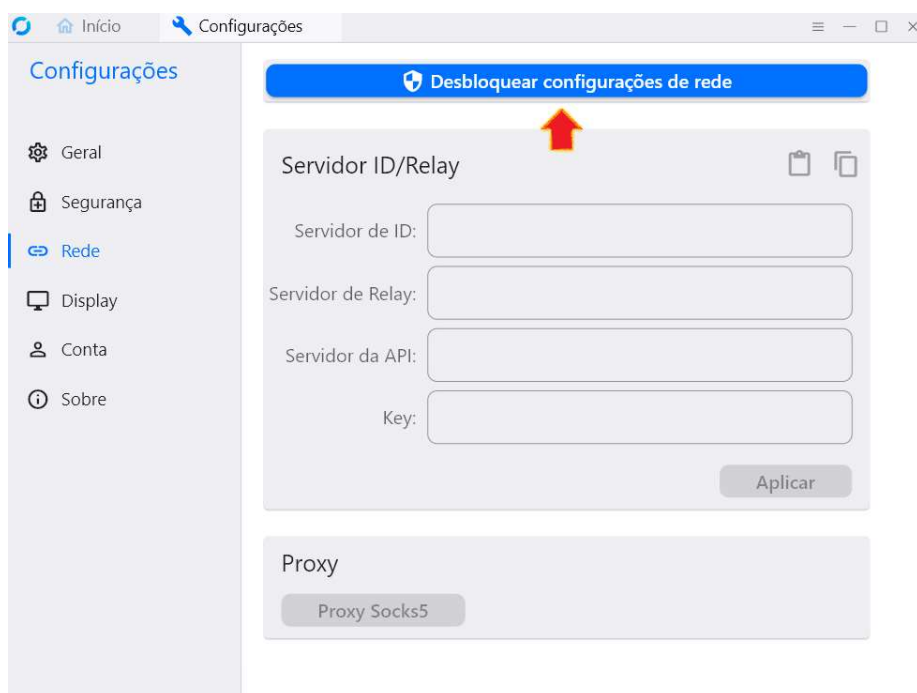 Início
Configurações
Configurações
Geral
Segurança
Rede
Display
Conta
Sobre
Desbloquear configurações de rede
Servidor ID/Relay
Servidor de ID:
Servidor de Relay:
Servidor da API:
Key:
Aplicar
Proxy
Proxy Socks5